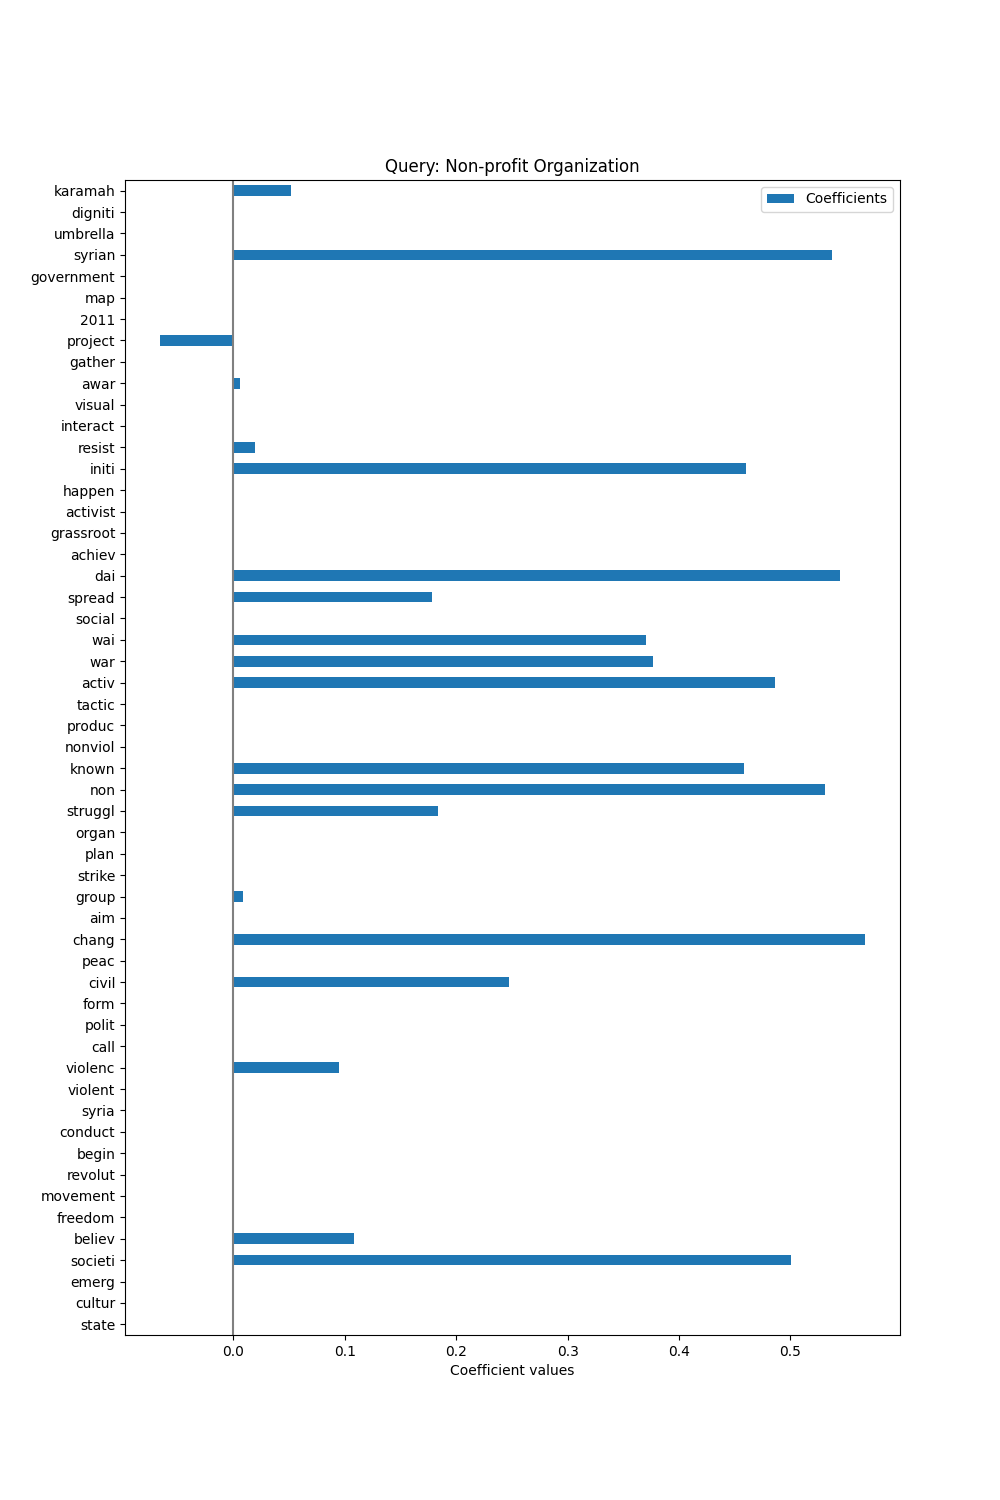 Query: Non-profit Organization
Coefficients
karamah
digniti
umbrella
syrian
government
map
2011
project
gather
awar
visual
interact
resist
initi
happen
activist
grassroot
achiev
dai
spread
social
wai
war
activ
tactic
produc
nonviol
known
non
struggl
organ
plan
strike
group
aim
chang
peac
civil
form
polit
call
violenc
violent
syria
conduct
begin
revolut
movement
freedom
believ
societi
emerg
cultur
state
0.0 0.1 0.2 0.3 0.4 0.5
Coefficient values